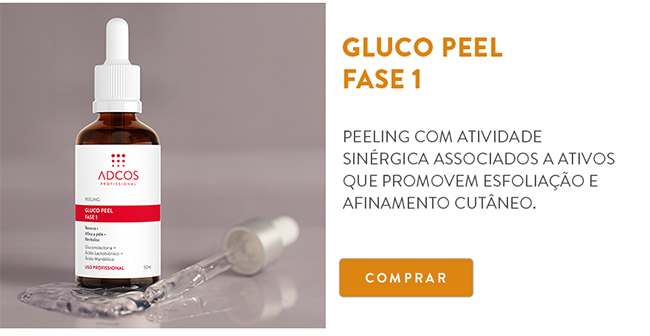 GLUCO PEEL
FASE 1
PEELING COM ATIVIDADE
SINÉRGICA ASSOCIADOS A ATIVOS
QUE PROMOVEM ESFOLIAÇÃO E
AFINAMENTO CUTÂNEO.
COMPRAR
ADCOS
PROFISSIONAL
PEELING
GLUCO PEEL
FASE 1
Renova •
Afina a pele •
Revitaliza
Gluconolactona +
Ácido Lactobiônico +
Ácido Mandélico
USO PROFISSIONAL
50ml